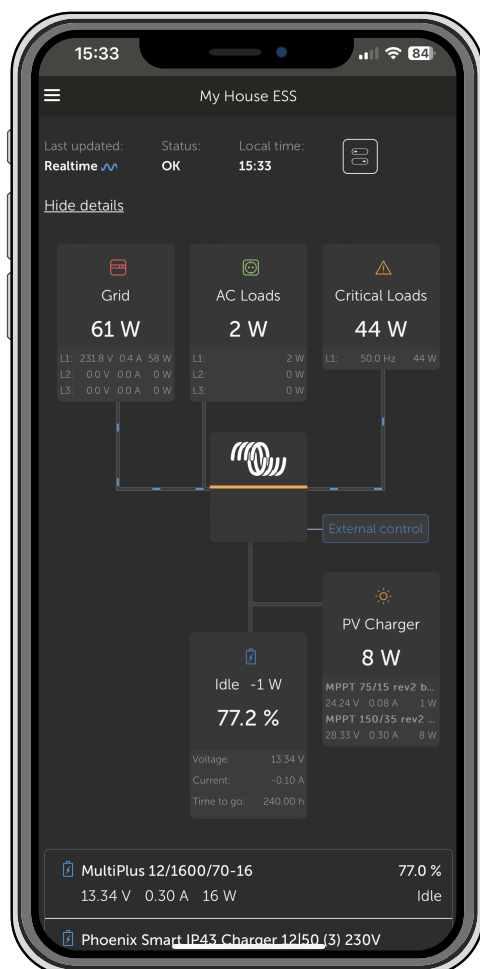 15:33
84
My House ESS
Last updated: Status: Local time:
Realtime OK 15:33
Hide details
Grid AC Loads Critical Loads
61 W 2 W 44 W
L1: 231.8 V 0.4 A 58 W L1: 2 W L1: 50.0 Hz 44 W
L2: 0.0 V 0.0 A 0 W L2: 0 W
L3: 0.0 V 0.0 A 0 W L3: 0 W
External control
PV Charger
8 W
MPPT 75/15 rev2 b...
24.24 V 0.08 A 1 W
MPPT 150/35 rev2 ...
28.33 V 0.30 A 8 W
Idle -1 W
77.2 %
Voltage: 13.34 V
Current: -0.10 A
Time to go: 240.00 h
MultiPlus 12/1600/70-16 77.0 %
13.34 V 0.30 A 16 W Idle
Phoenix Smart IP43 Charger 12|50 (3) 230V